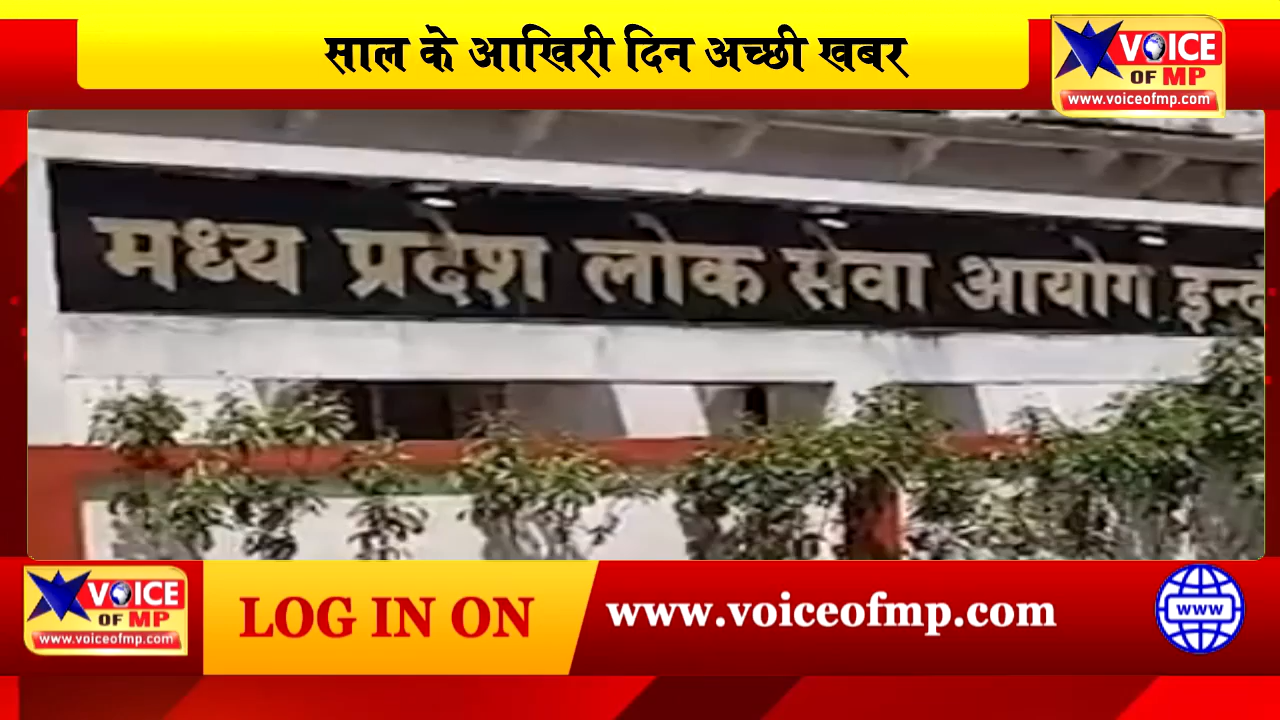 साल के आखिरी दिन अच्छी खबर
VOICE
OF MP
www.voiceofmp.com
मध्य प्रदेश लोक सेवा आयोग इन्द
VOICE
OF MP
www.voiceofmp.com
LOG IN ON
www.voiceofmp.com
www